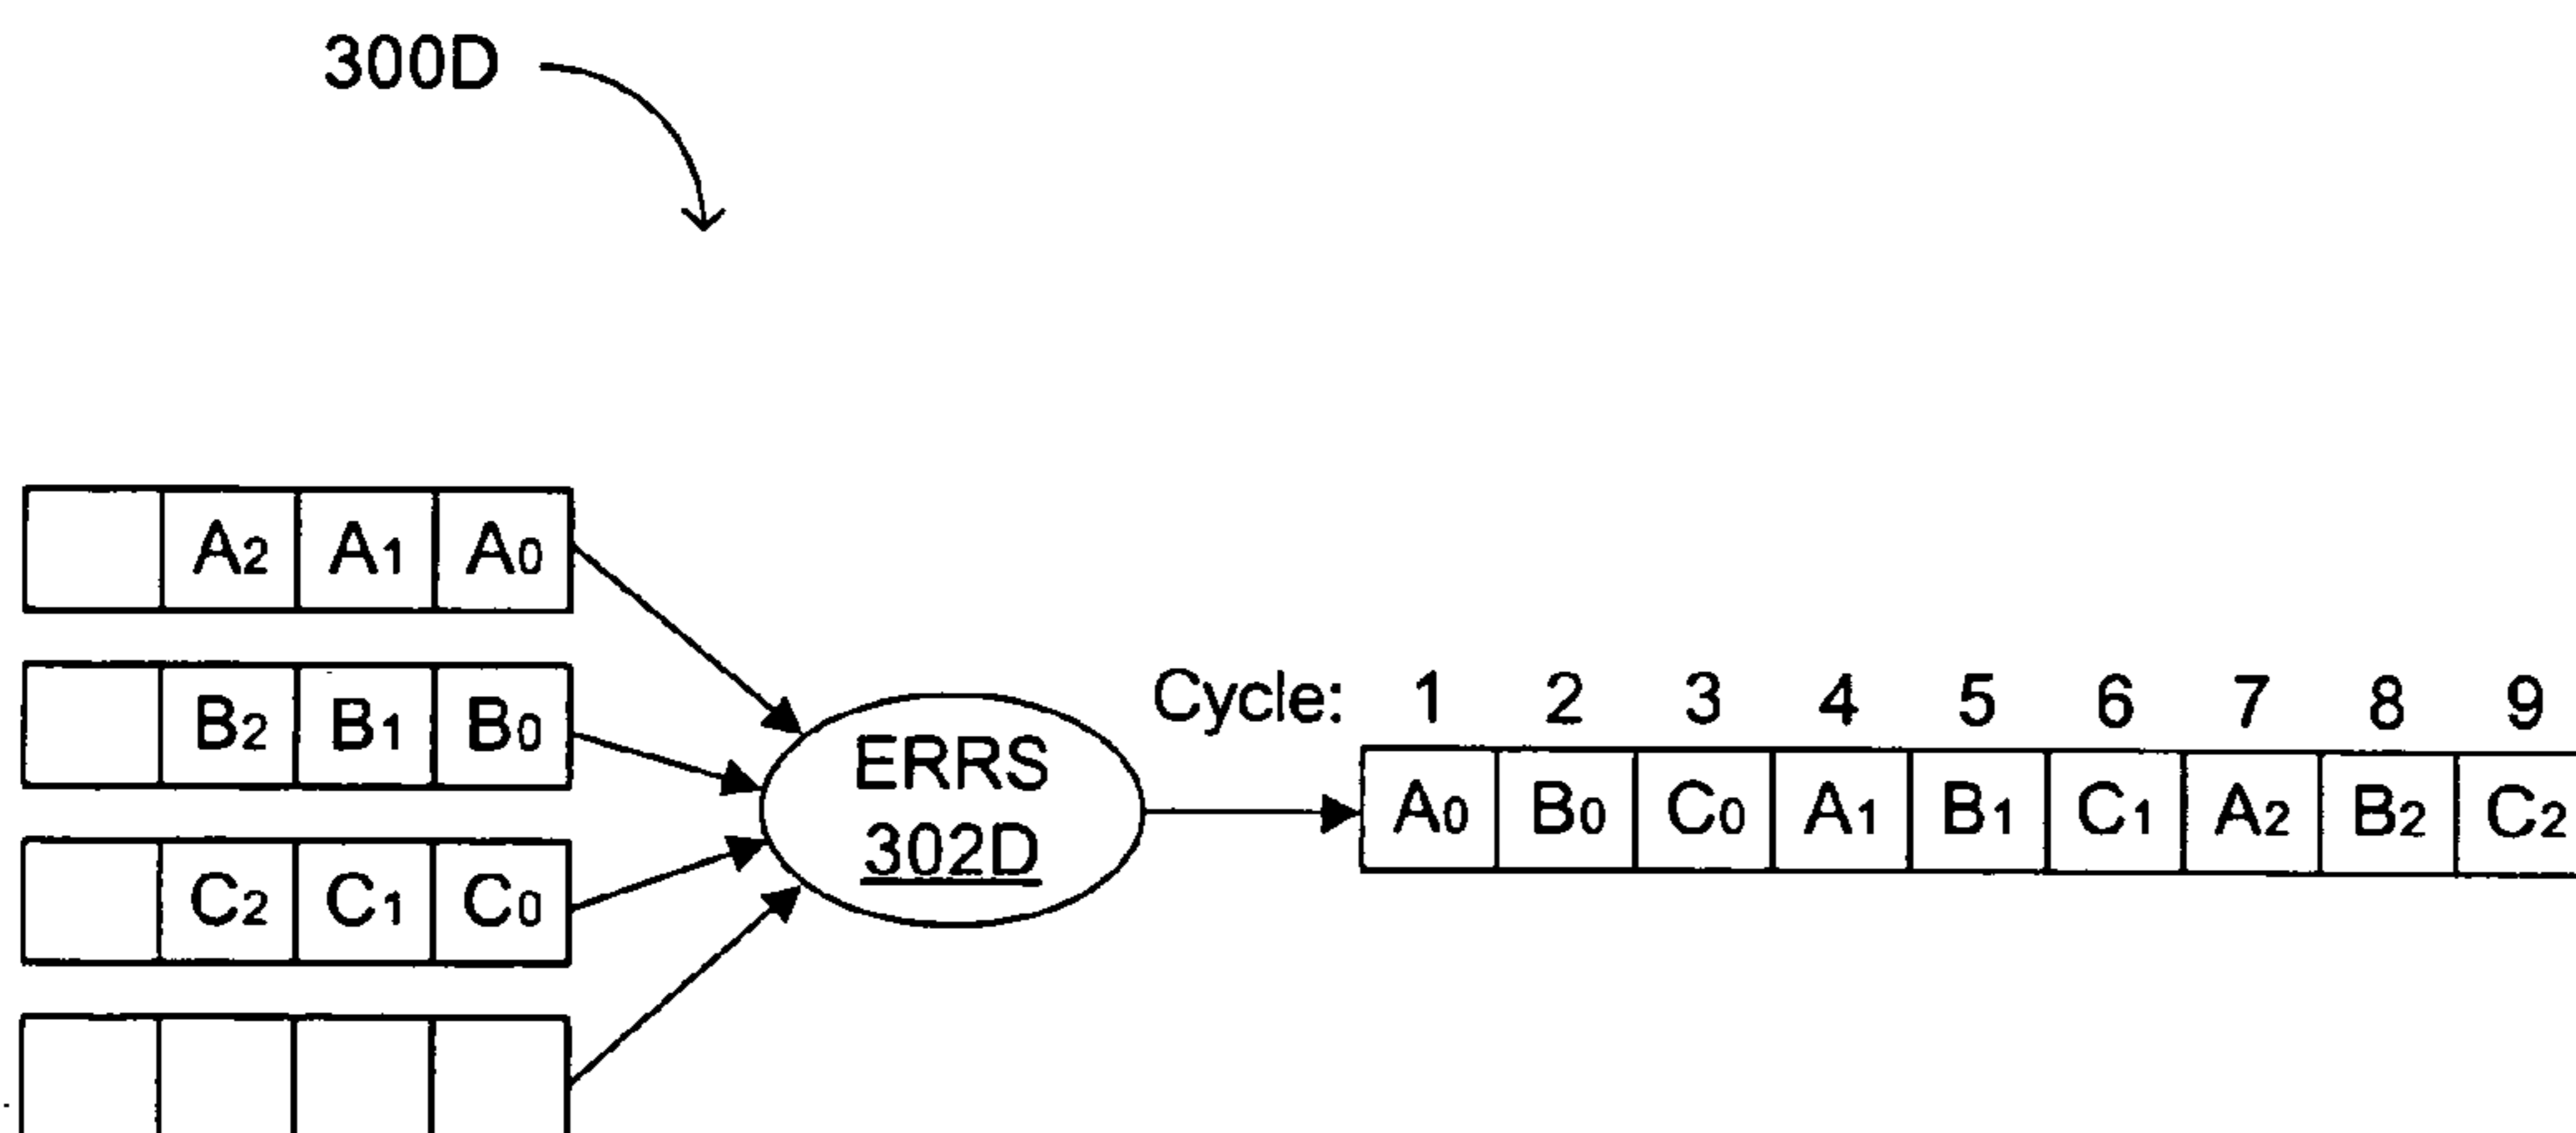 300D
A2 A1 A0
B2 B1 B0
C2 C1 C0
ERRS
302D
Cycle: 1 2 3 4 5 6 7 8 9
A0 B0 C0 A1 B1 C1 A2 B2 C2